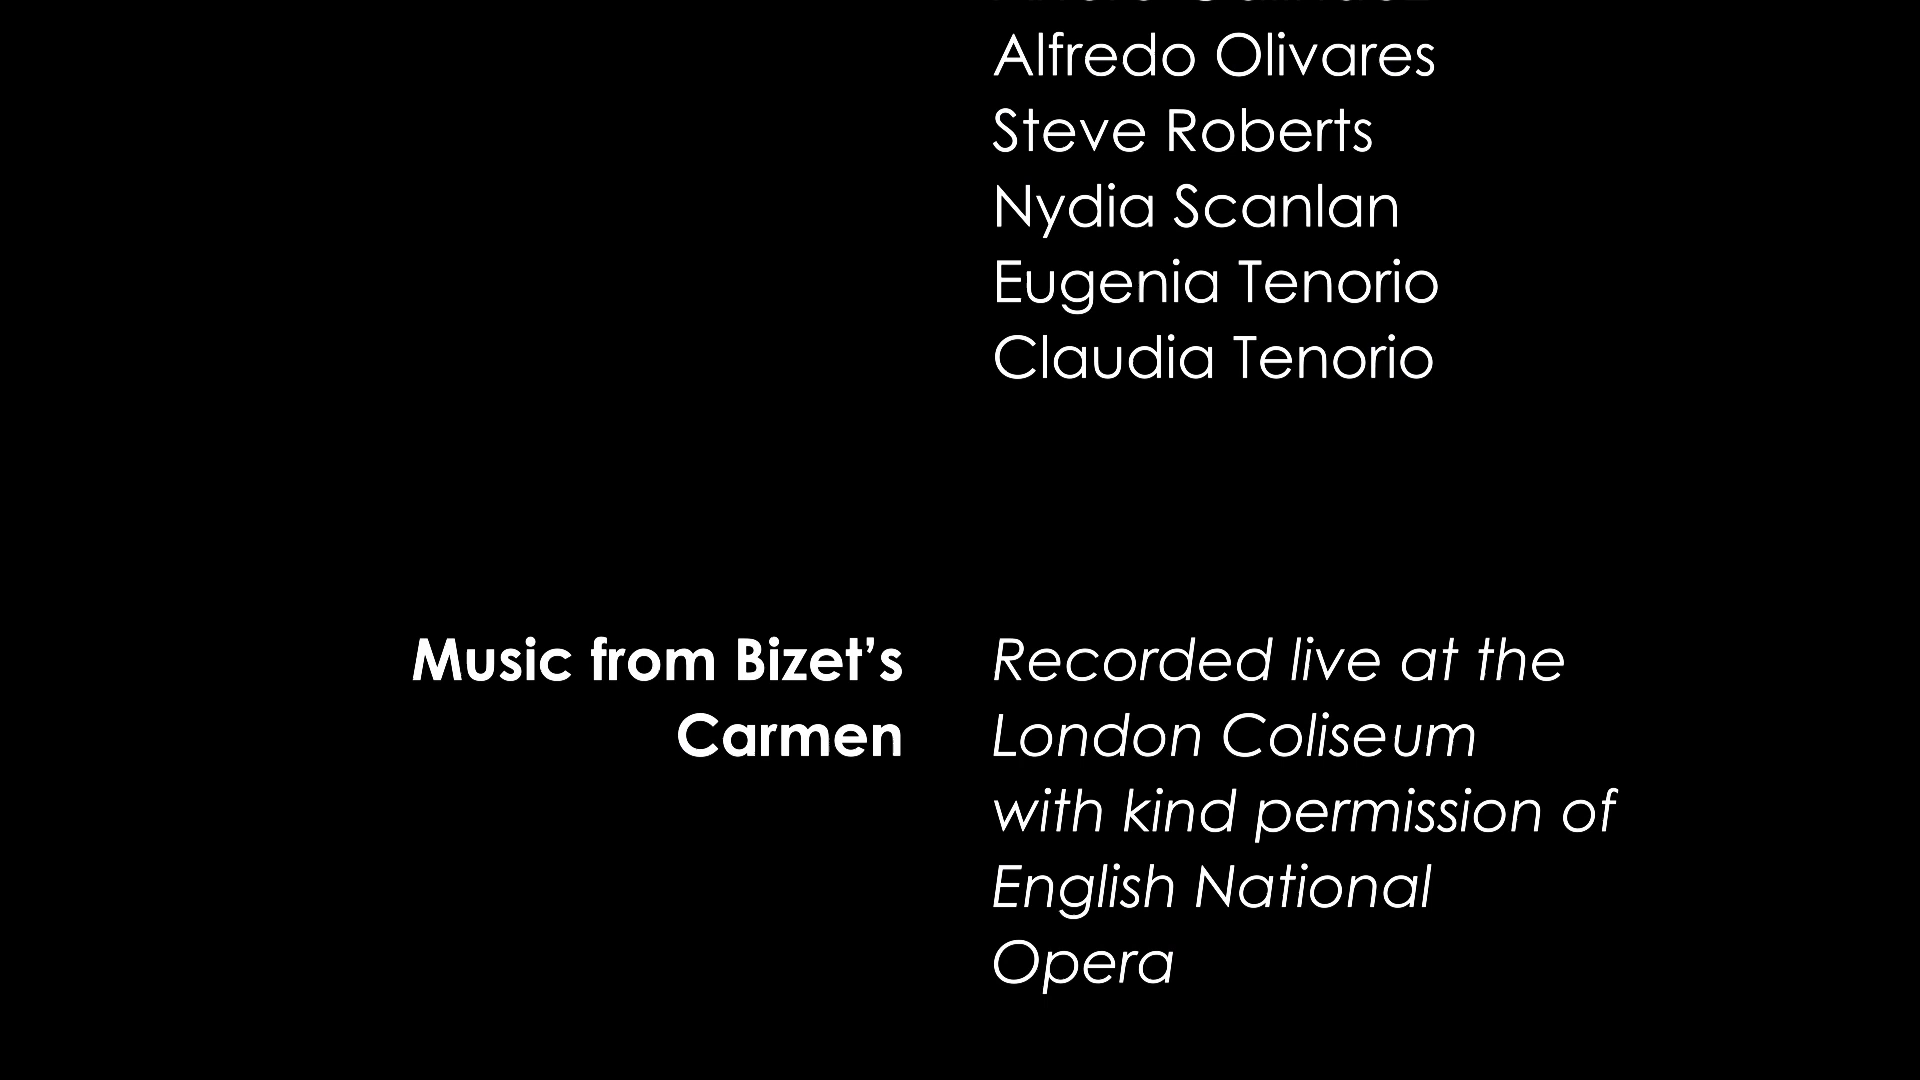 Alfredo Olivares
Steve Roberts
Nydia Scanlan
Eugenia Tenorio
Claudia Tenorio
Music from Bizet’s
Carmen
Recorded live at the
London Coliseum
with kind permission of
English National
Opera